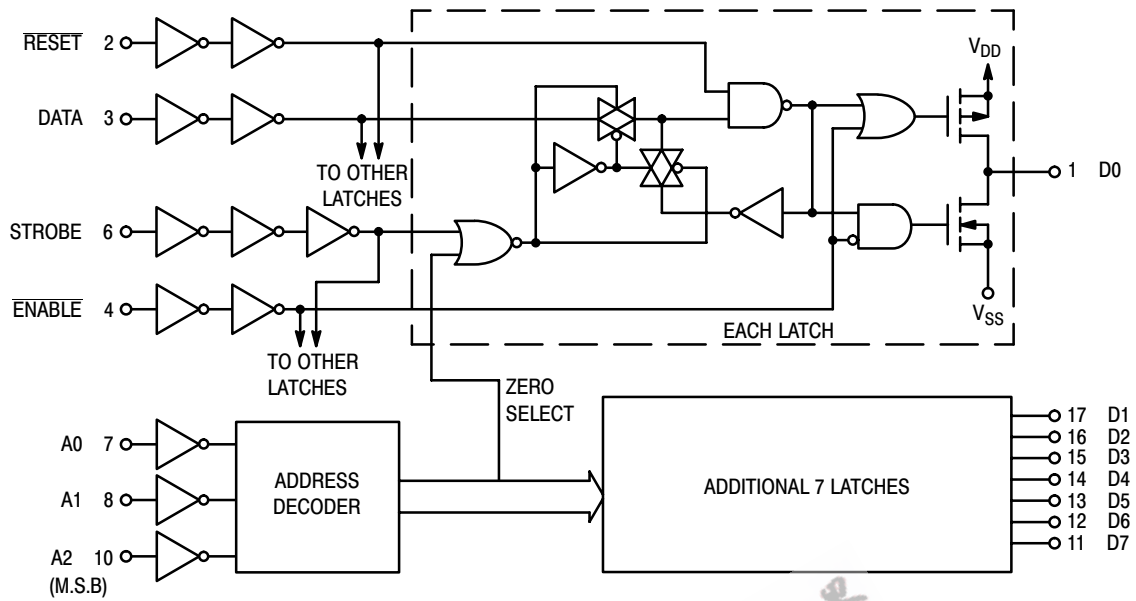 RESET 2
DATA 3
TO OTHER
LATCHES
STROBE 6
ENABLE 4
TO OTHER
LATCHES
V_DD
1 D0
V_SS
EACH LATCH
ZERO
SELECT
A0 7
A1 8
A2 10
(M.S.B)
ADDRESS
DECODER
ADDITIONAL 7 LATCHES
17 D1
16 D2
15 D3
14 D4
13 D5
12 D6
11 D7